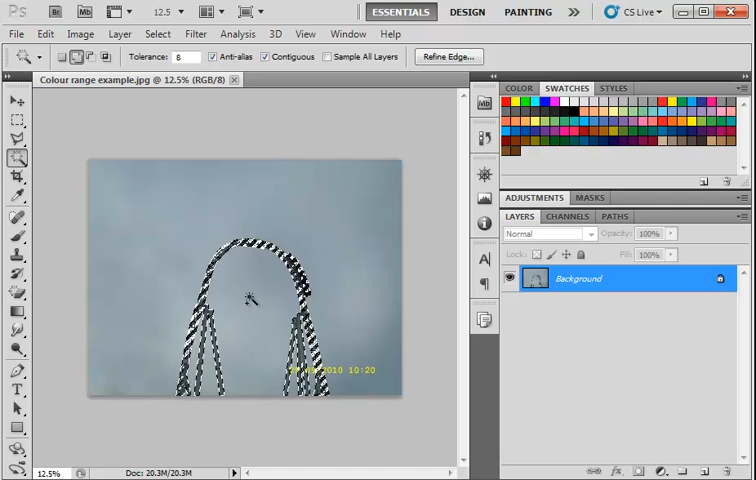 Ps Br Mb 12.5 ESSENTIALS DESIGN PAINTING CS Live
File Edit Image Layer Select Filter Analysis 3D View Window Help
Tolerance: 8 Anti-alias Contiguous Sample All Layers Refine Edge...
Colour range example.jpg @ 12.5% (RGB/8)
COLOR SWATCHES STYLES
Mb
ADJUSTMENTS MASKS
LAYERS CHANNELS PATHS
Normal Opacity: 100%
Lock: Fill: 100%
Background
2010 10:20
12.5% Doc: 20.3M/20.3M